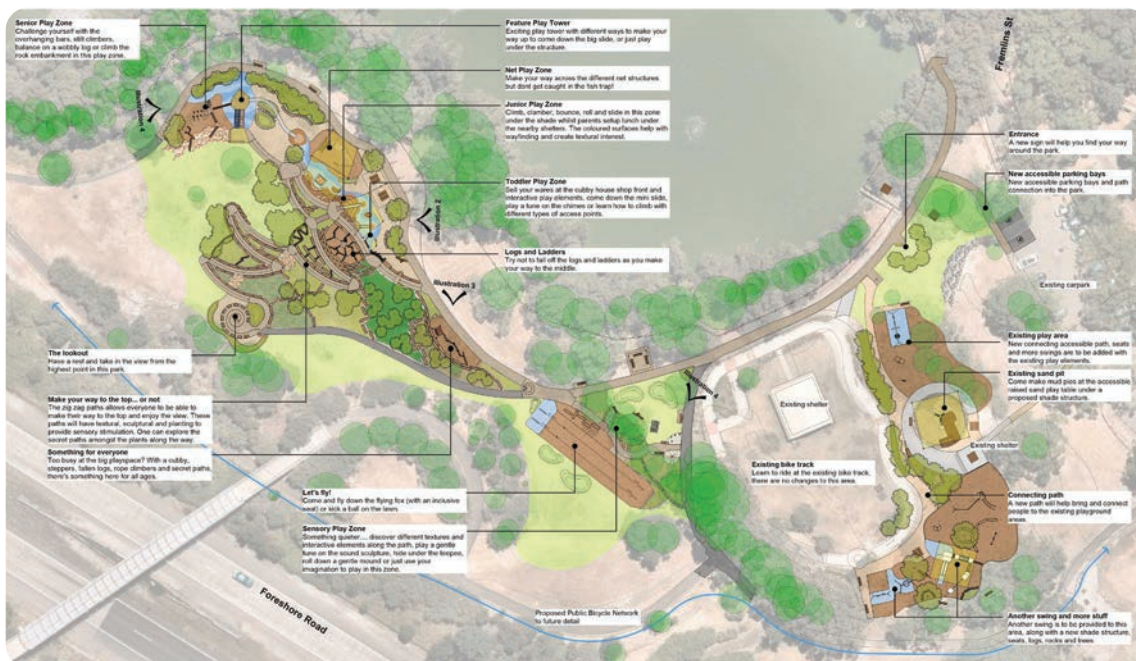 Senior Play Zone
Challenge yourself with the
overhanging bars, stilt climbers,
balance on a wobbly log or climb the
rock embankment in this play zone.
Feature Play Tower
Exciting play tower with different ways to make your
way up to come down the big slide, or just play
under the structure.
Net Play Zone
Make your way across the different net structures
but dont get caught in the fish trap!
Junior Play Zone
Climb, clamber, bounce, roll and slide in this zone
under the shade whilst parents setup lunch under
the nearby shelters. The coloured surfaces help with
wayfinding and create textural interest.
Toddler Play Zone
Sell your wares at the cubby house shop front and
interactive play elements, come down the mini slide,
play a tune on the chimes or learn how to climb with
different types of access points.
Logs and Ladders
Try not to fall off the logs and ladders as you make
your way to the middle.
Illustration 4
Illustration 2
Illustration 3
Fremlins St
Entrance
A new sign will help you find your way
around the park.
New accessible parking bays
New accessible parking bays and path
connection into the park.
Existing carpark
The lookout
Have a rest and take in the view from the
highest point in this park.
Make your way to the top... or not
The zig zag paths allows everyone to be able to
make their way to the top and enjoy the view. These
paths will have textural, sculptural and planting to
provide sensory stimulation. One can explore the
secret paths amongst the plants along the way.
Something for everyone
Too busy at the big playspace? With a cubby,
steppers, fallen logs, rope climbers and secret paths,
there's something here for all ages.
Let's fly!
Come and fly down the flying fox (with an inclusive
seat) or kick a ball on the lawn.
Sensory Play Zone
Something quieter.... discover different textures and
interactive elements along the path, play a gentle
tune on the sound sculpture, hide under the teepee,
roll down a gentle mound or just use your
imagination to play in this zone.
Existing shelter
Existing bike track
Learn to ride at the existing bike track,
there are no changes to this area.
Existing play area
New connecting accessible path, seats
and more swings are to be added with
the existing play elements.
Existing sand pit
Come make mud pies at the accessible
raised sand play table under a
proposed shade structure.
Existing shelter
Connecting path
A new path will help bring and connect
people to the existing playground
areas.
Another swing and more stuff
Another swing is to be provided to this
area, along with a new shade structure,
seats, logs, rocks and trees.
Proposed Public Bicycle Network
to future detail
Foreshore Road